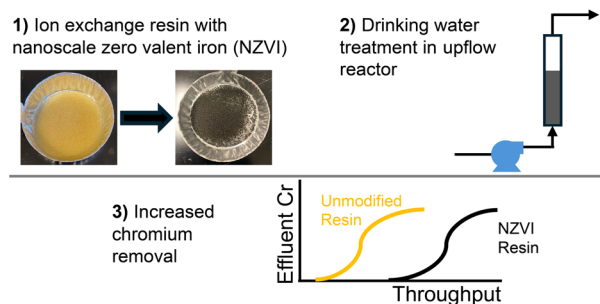 1) Ion exchange resin with
nanoscale zero valent iron (NZVI)
2) Drinking water
treatment in upflow
reactor
3) Increased
chromium
removal
Effluent Cr
Unmodified
Resin
NZVI
Resin
Throughput